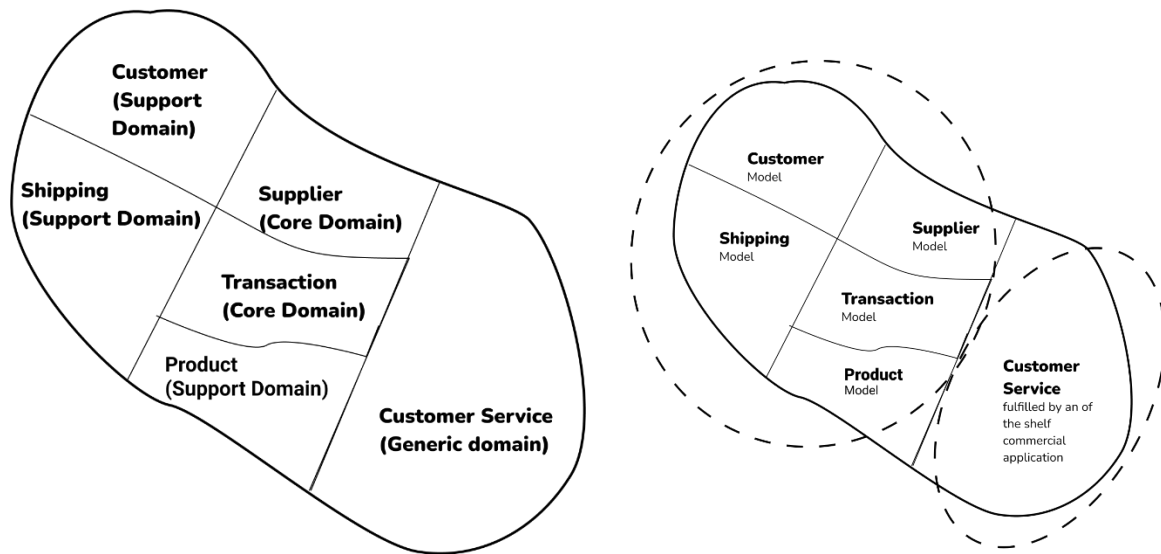 Customer
(Support
Domain)
Shipping
(Support Domain)
Supplier
(Core Domain)
Transaction
(Core Domain)
Product
(Support Domain)
Customer Service
(Generic domain)
Customer
Model
Shipping
Model
Supplier
Model
Transaction
Model
Product
Model
Customer
Service
fulfilled by an of
the shelf
commercial
application